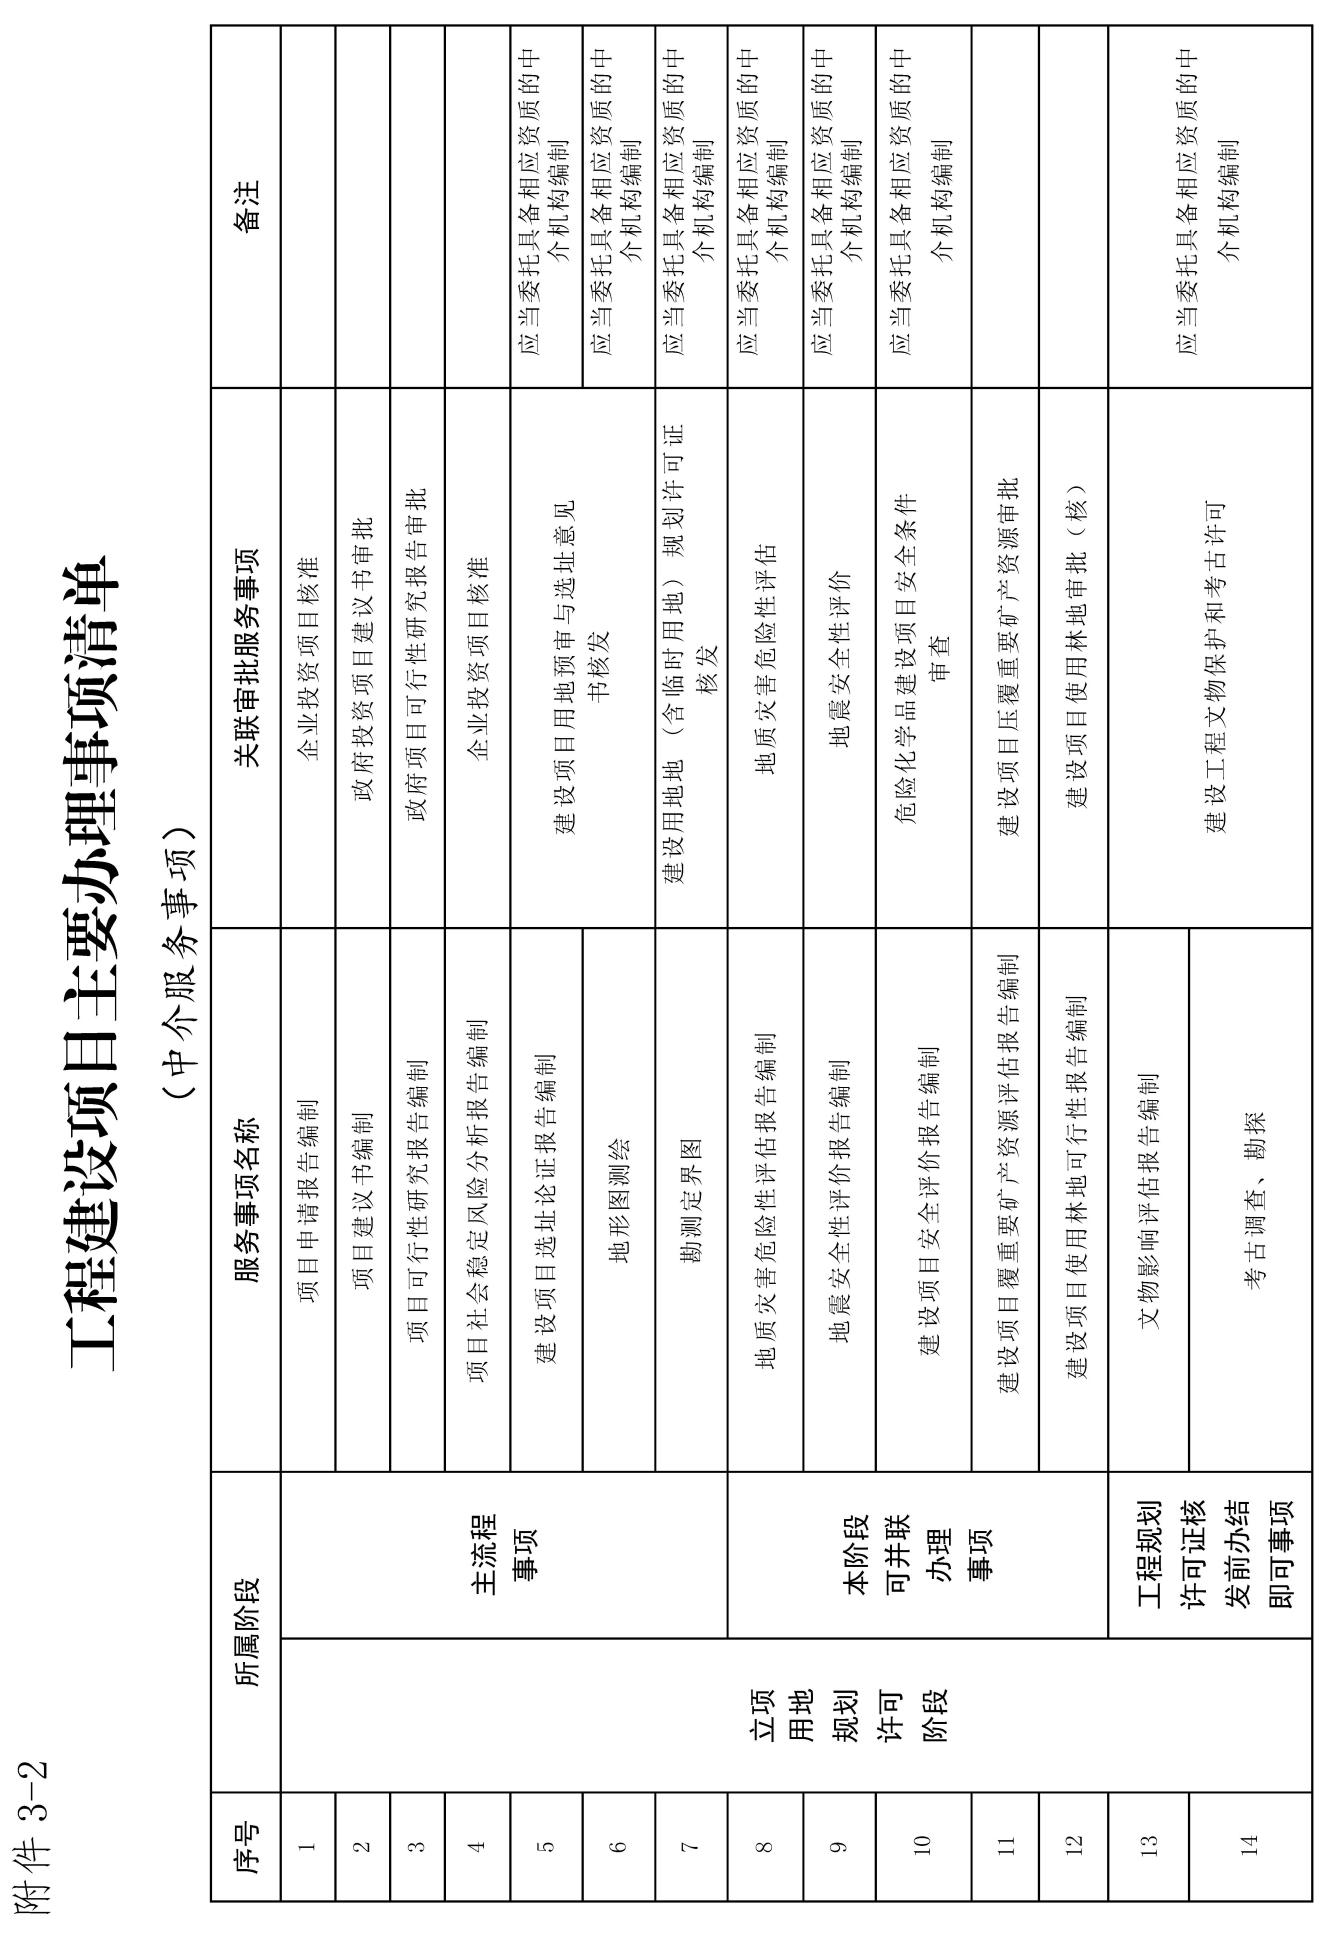 附件 3-2
工程建设项目主要办理事项清单
（中介服务事项）
序号 所属阶段 服务事项名称 关联审批服务事项 备注
立项
用地
规划
许可
阶段
主流程
事项
1 项目申请报告编制 企业投资项目核准
2 项目建议书编制 政府投资项目建议书审批
3 项目可行性研究报告编制 政府项目可行性研究报告审批
4 项目社会稳定风险分析报告编制 企业投资项目核准
5 建设项目选址论证报告编制
建设项目用地预审与选址意见
书核发
应当委托具备相应资质的中
介机构编制
6 地形图测绘
应当委托具备相应资质的中
介机构编制
7 勘测定界图
建设用地地（含临时用地）规划许可证
核发
应当委托具备相应资质的中
介机构编制
本阶段
可并联
办理
事项
8 地质灾害危险性评估报告编制 地质灾害危险性评估
应当委托具备相应资质的中
介机构编制
9 地震安全性评价报告编制 地震安全性评价
应当委托具备相应资质的中
介机构编制
10 建设项目安全评价报告编制
危险化学品建设项目安全条件
审查
应当委托具备相应资质的中
介机构编制
11 建设项目覆重要矿产资源评估报告编制 建设项目压覆重要矿产资源审批
12 建设项目使用林地可行性报告编制 建设项目使用林地审批（核）
工程规划
许可证核
发前办结
即可事项
13 文物影响评估报告编制
建设工程文物保护和考古许可
应当委托具备相应资质的中
介机构编制
14 考古调查、勘探